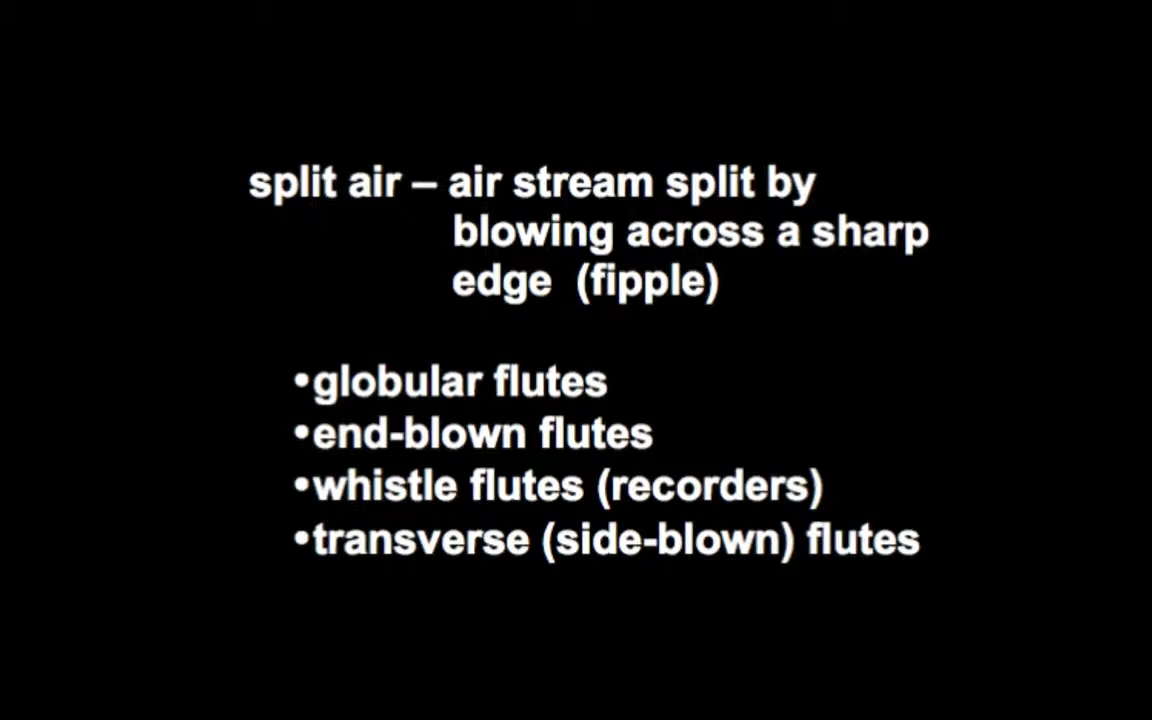 split air – air stream split by
blowing across a sharp
edge (fipple)
•globular flutes
•end-blown flutes
•whistle flutes (recorders)
•transverse (side-blown) flutes